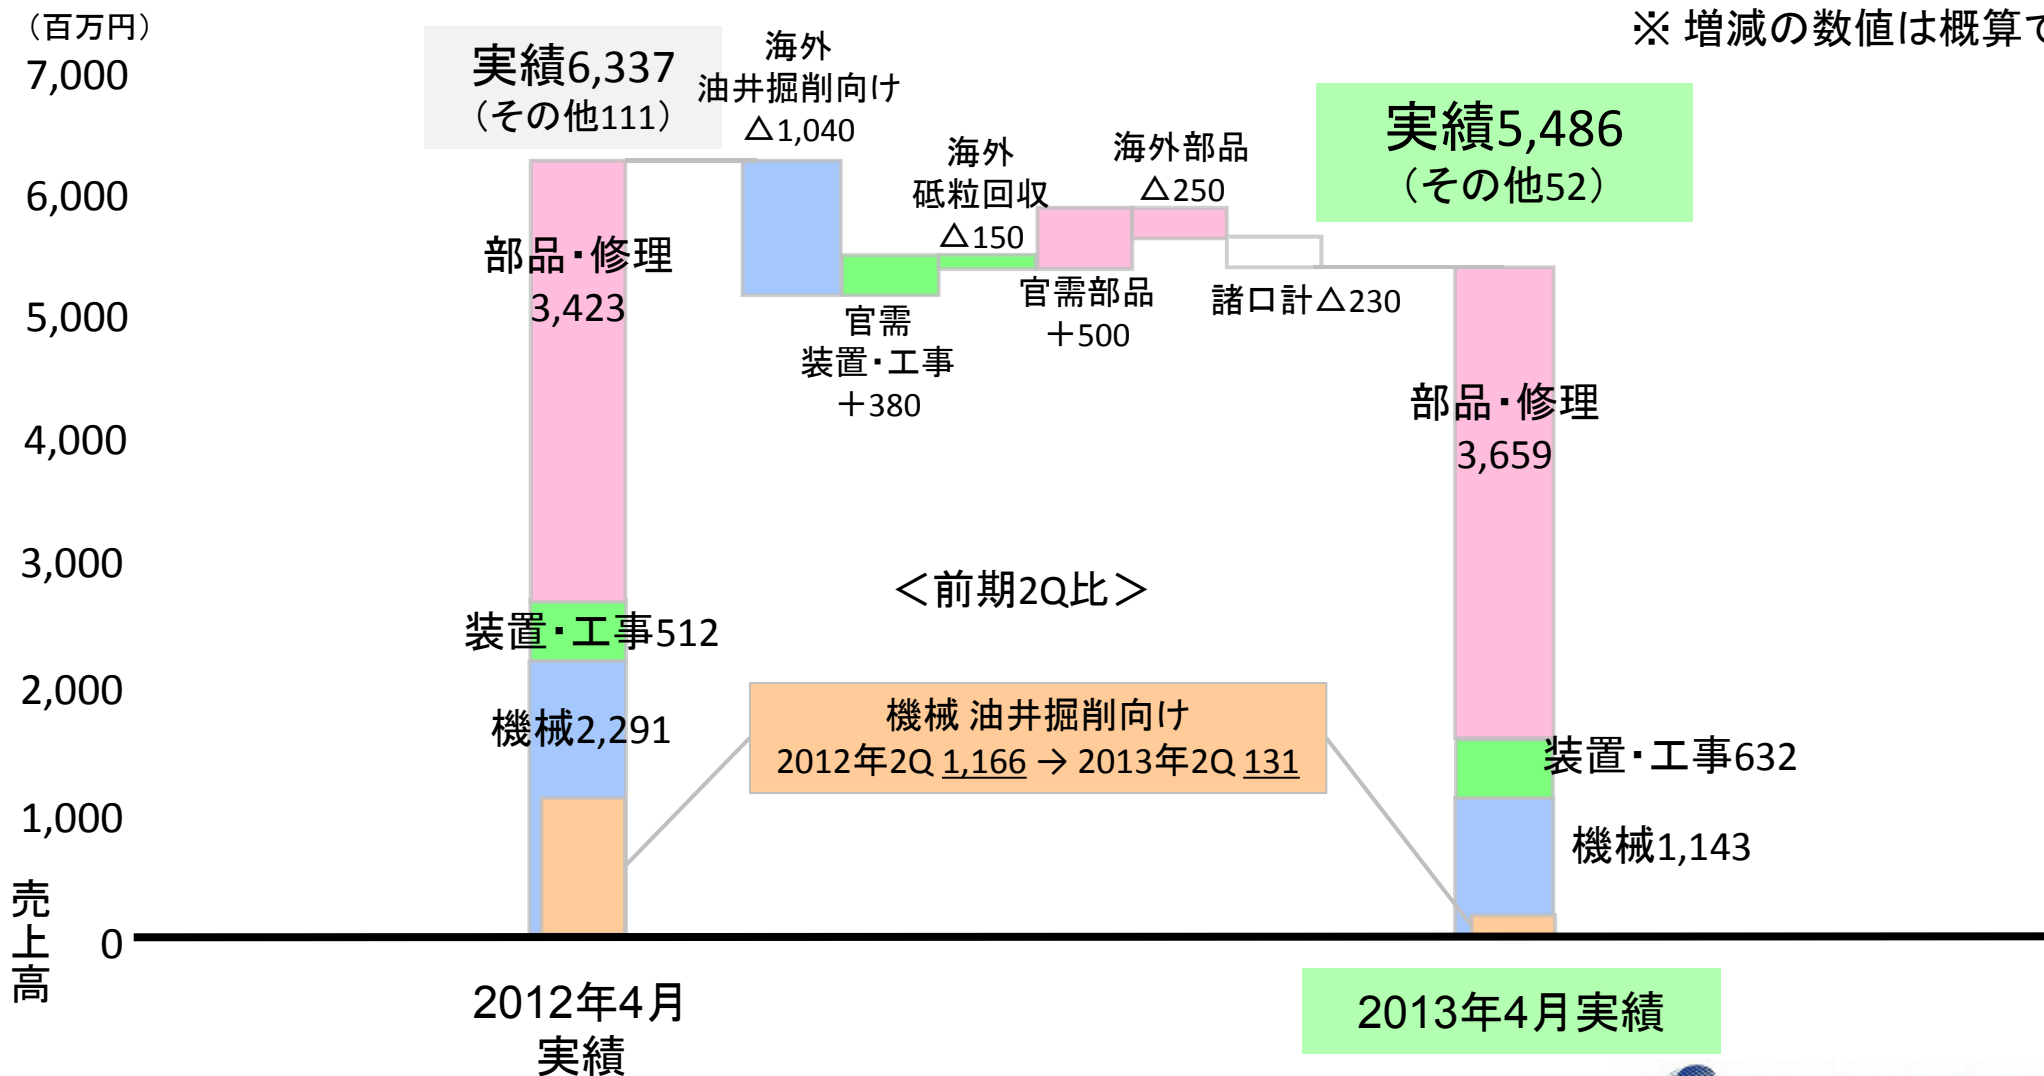 （百万円）
※ 増減の数値は概算で
7,000
6,000
5,000
4,000
3,000
2,000
1,000
0
売上高
実績6,337
（その他111）
部品・修理
3,423
装置・工事512
機械2,291
海外
油井掘削向け
△1,040
官需
装置・工事
＋380
海外
砥粒回収
△150
官需部品
＋500
海外部品
△250
諸口計△230
＜前期2Q比＞
機械 油井掘削向け
2012年2Q 1,166 → 2013年2Q 131
実績5,486
（その他52）
部品・修理
3,659
装置・工事632
機械1,143
2012年4月
実績
2013年4月実績